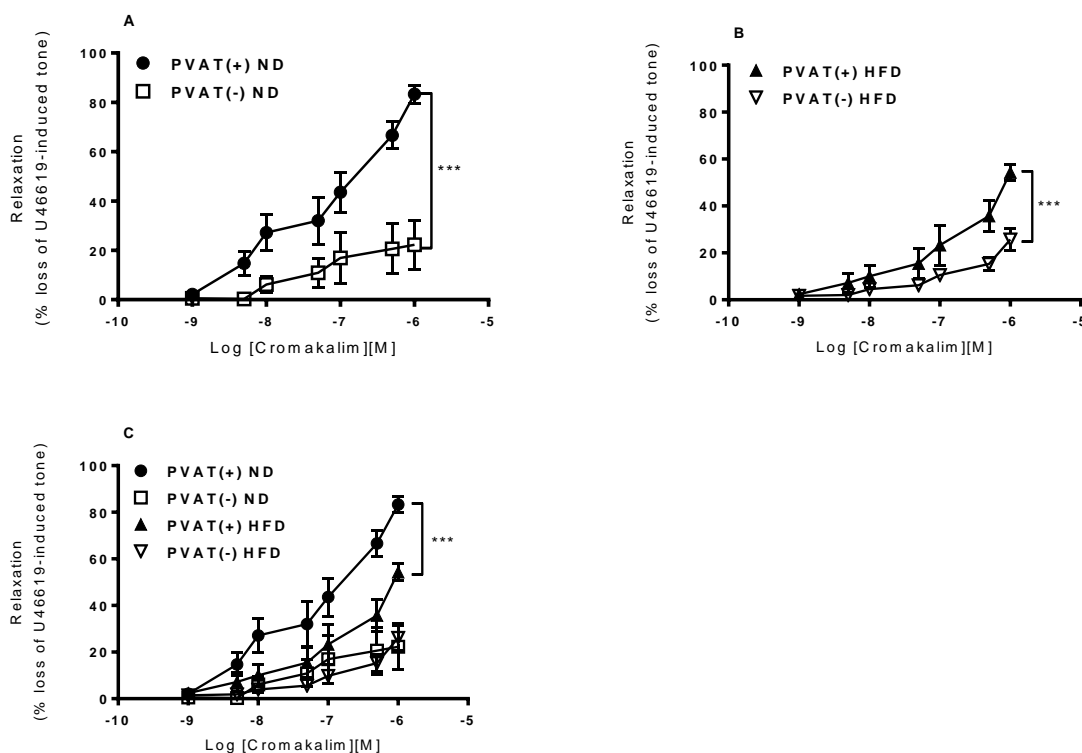 A
PVAT(+) ND
PVAT(-) ND
Relaxation
(% loss of U46619-induced tone)
100
80
60
40
20
0
***
-10
-9
-8
-7
-6
-5
Log [Cromakalim][M]
B
PVAT(+) HFD
PVAT(-) HFD
Relaxation
(% loss of U46619-induced tone)
100
80
60
40
20
0
***
-10
-9
-8
-7
-6
-5
Log [Cromakalim][M]
C
PVAT(+) ND
PVAT(-) ND
PVAT(+) HFD
PVAT(-) HFD
Relaxation
(% loss of U46619-induced tone)
100
80
60
40
20
0
***
-10
-9
-8
-7
-6
-5
Log [Cromakalim][M]